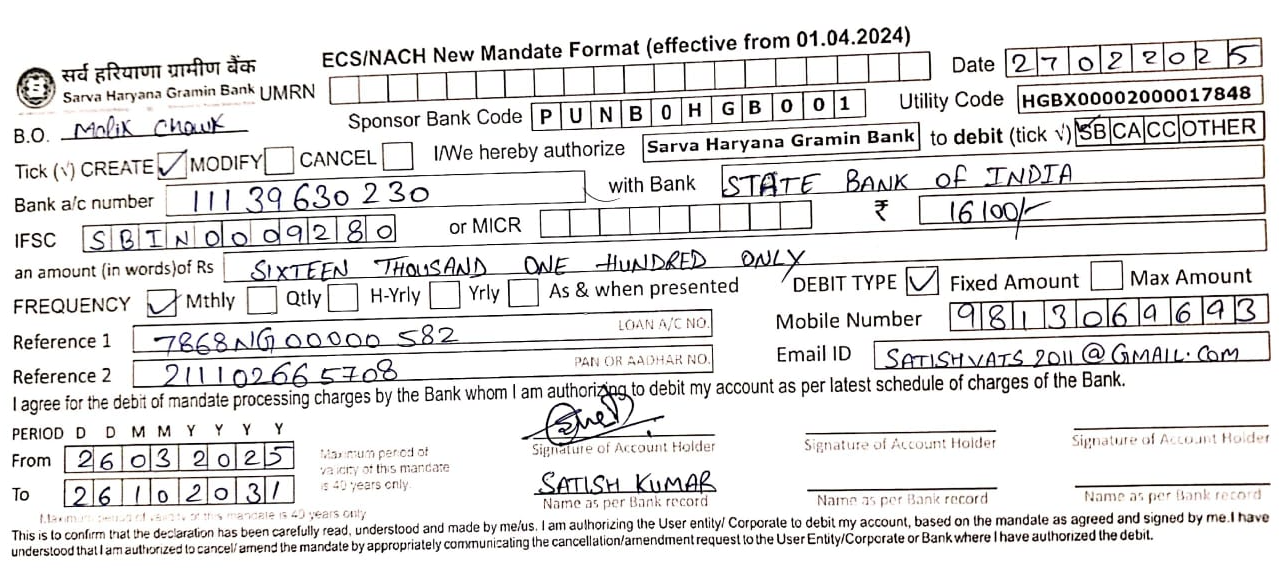 ECS/NACH New Mandate Format (effective from 01.04.2024)
सर्व हरियाणा ग्रामीण बैंक
Sarva Haryana Gramin Bank UMRN Date 27022025
B.O. Malik Chowk Sponsor Bank Code PUNB0HGB001 Utility Code HGBX00002000017848
Tick (√) CREATE ✓ MODIFY CANCEL I/We hereby authorize Sarva Haryana Gramin Bank to debit (tick √) SB CA CC OTHER
Bank a/c number 11139630230 with Bank STATE BANK OF INDIA
IFSC SBIN0009280 or MICR ₹ 16100/-
an amount (in words)of Rs SIXTEEN THOUSAND ONE HUNDRED ONLY
FREQUENCY ✓ Mthly Qtly H-Yrly Yrly As & when presented DEBIT TYPE ✓ Fixed Amount Max Amount
Reference 1 7868NG00000582 LOAN A/C NO. Mobile Number 9813069693
Reference 2 211102665708 PAN OR AADHAR NO. Email ID SATISHVATS2011@GMAIL.COM
I agree for the debit of mandate processing charges by the Bank whom I am authorizing to debit my account as per latest schedule of charges of the Bank.
PERIOD D D M M Y Y Y Y
From 26032025 Maximum period of validity of this mandate is 40 years only.
Signature of Account Holder Signature of Account Holder Signature of Account Holder
To 26102031 SATISH KUMAR
Name as per Bank record Name as per Bank record Name as per Bank record
Maximum period of validity of this mandate is 40 years only
This is to confirm that the declaration has been carefully read, understood and made by me/us. I am authorizing the User entity/ Corporate to debit my account, based on the mandate as agreed and signed by me. I have
understood that I am authorized to cancel/ amend the mandate by appropriately communicating the cancellation/amendment request to the User Entity/Corporate or Bank where I have authorized the debit.